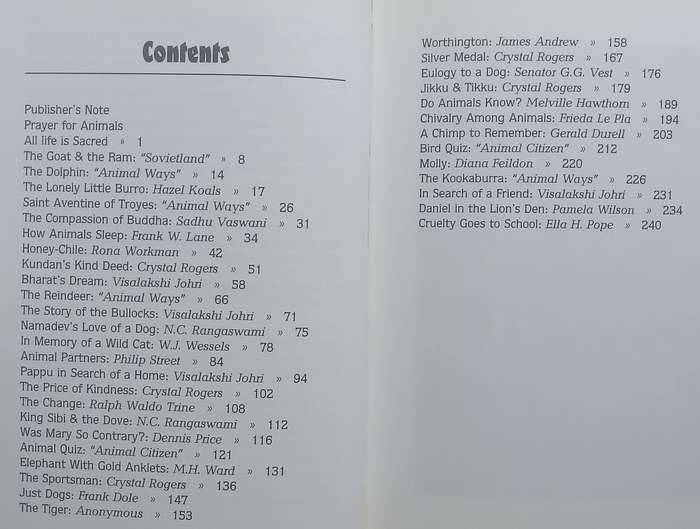 Contents
Publisher's Note
Prayer for Animals
All life is Sacred » 1
The Goat & the Ram: "Sovietland" » 8
The Dolphin: "Animal Ways" » 14
The Lonely Little Burro: Hazel Koals » 17
Saint Aventine of Troyes: "Animal Ways" » 26
The Compassion of Buddha: Sadhu Vaswani » 31
How Animals Sleep: Frank W. Lane » 34
Honey-Chile: Rona Workman » 42
Kundan's Kind Deed: Crystal Rogers » 51
Bharat's Dream: Visalakshi Johri » 58
The Reindeer: "Animal Ways" » 66
The Story of the Bullocks: Visalakshi Johri » 71
Namadev's Love of a Dog: N.C. Rangaswami » 75
In Memory of a Wild Cat: W.J. Wessels » 78
Animal Partners: Philip Street » 84
Pappu in Search of a Home: Visalakshi Johri » 94
The Price of Kindness: Crystal Rogers » 102
The Change: Ralph Waldo Trine » 108
King Sibi & the Dove: N.C. Rangaswami » 112
Was Mary So Contrary?: Dennis Price » 116
Animal Quiz: "Animal Citizen" » 121
Elephant With Gold Anklets: M.H. Ward » 131
The Sportsman: Crystal Rogers » 136
Just Dogs: Frank Dole » 147
The Tiger: Anonymous » 153
Worthington: James Andrew » 158
Silver Medal: Crystal Rogers » 167
Eulogy to a Dog: Senator G.G. Vest » 176
Jikku & Tikku: Crystal Rogers » 179
Do Animals Know? Melville Hawthorn » 189
Chivalry Among Animals: Frieda Le Pla » 194
A Chimp to Remember: Gerald Durell » 203
Bird Quiz: "Animal Citizen" » 212
Molly: Diana Feildon » 220
The Kookaburra: "Animal Ways" » 226
In Search of a Friend: Visalakshi Johri » 231
Daniel in the Lion's Den: Pamela Wilson » 234
Cruelty Goes to School: Ella H. Pope » 240